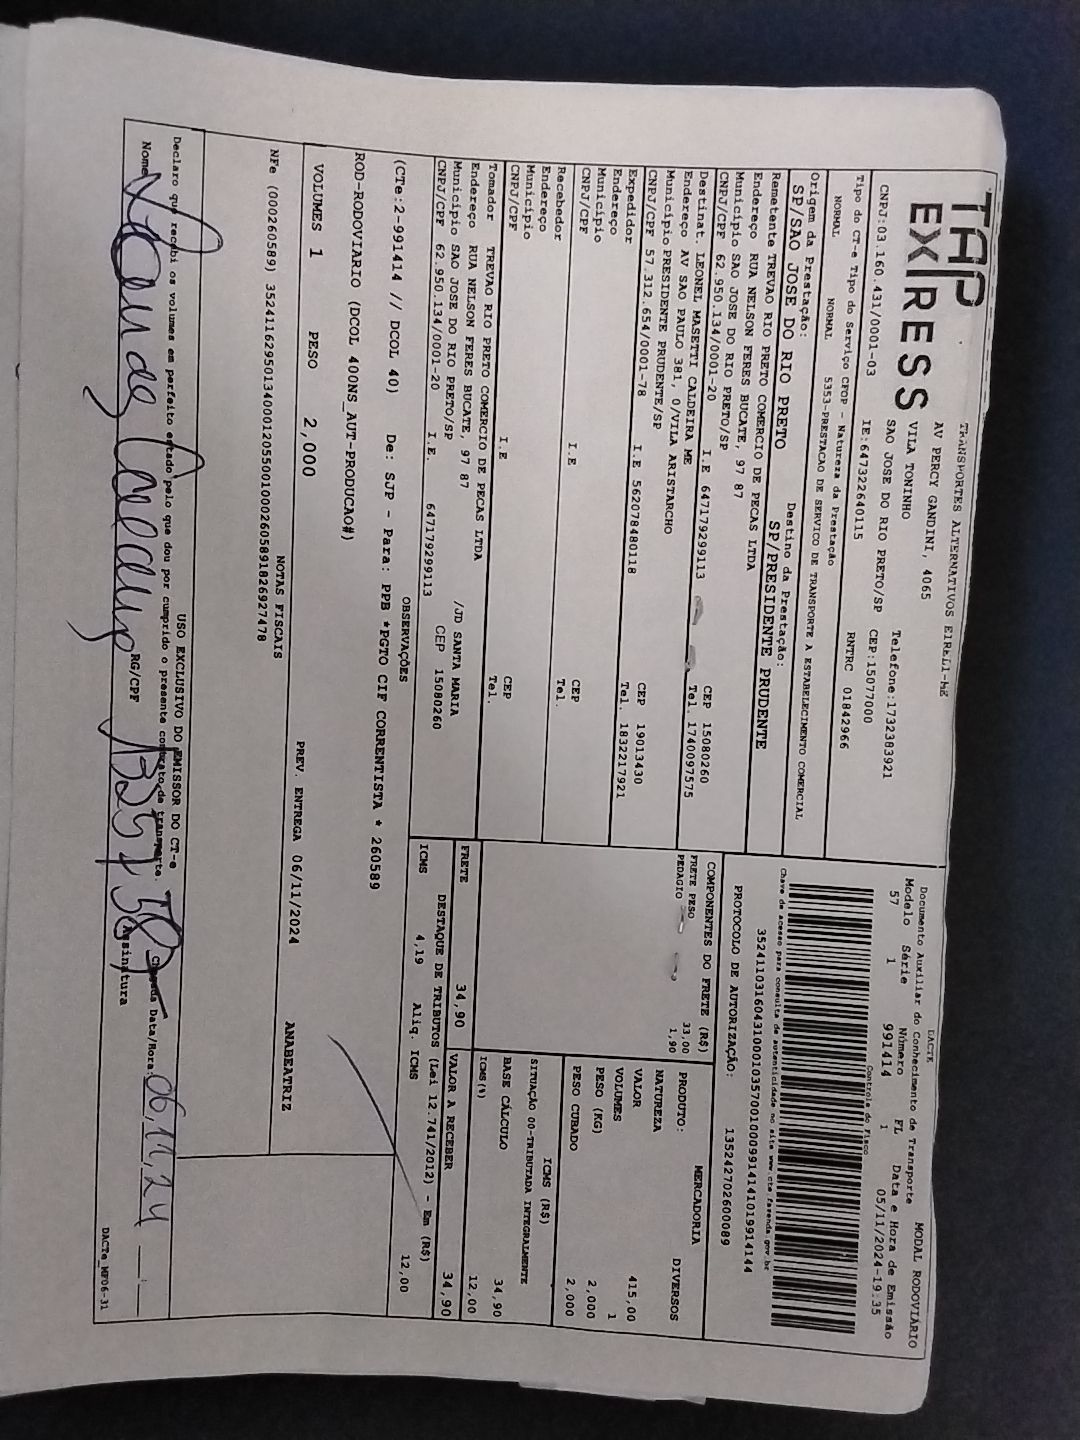 TAP
EXPRESS
TRANSPORTES ALTERNATIVOS EIRELI-ME
AV PERCY GANDINI, 4065
VILA TONINHO
SAO JOSE DO RIO PRETO/SP
Telefone:1732383921
CEP:15077000
CNPJ:03.160.431/0001-03
IE:647322640115
RNTRC 01842966
Tipo do CT-e Tipo do Serviço CFOP - Natureza da Prestação
NORMAL NORMAL 5353-PRESTACAO DE SERVICO DE TRANSPORTE A ESTABELECIMENTO COMERCIAL
Origem da Prestação: Destino da Prestação:
SP/SAO JOSE DO RIO PRETO SP/PRESIDENTE PRUDENTE
Remetente TREVAO RIO PRETO COMERCIO DE PECAS LTDA
Endereço RUA NELSON FERES BUCATE, 97 87
Município SAO JOSE DO RIO PRETO/SP CEP 15080260
CNPJ/CPF 62.950.134/0001-20 I.E 647179299113 Tel. 1740097575
Destinat. LEONEL MASETTI CALDEIRA ME
Endereço AV SAO PAULO 381, 0/VILA ARISTARCHO
Município PRESIDENTE PRUDENTE/SP CEP 19013430
CNPJ/CPF 57.312.654/0001-78 I.E 562078480118 Tel. 1832217921
Expedidor
Endereço
Município CEP
CNPJ/CPF I.E Tel.
Recebedor
Endereço
Município CEP
CNPJ/CPF I.E Tel.
Tomador TREVAO RIO PRETO COMERCIO DE PECAS LTDA
Endereço RUA NELSON FERES BUCATE, 97 87 /JD SANTA MARIA
Município SAO JOSE DO RIO PRETO/SP CEP 15080260
CNPJ/CPF 62.950.134/0001-20 I.E. 647179299113
DACTE
Documento Auxiliar do Conhecimento de Transporte MODAL RODOVIÁRIO
Modelo Série Número FL Data e Hora de Emissão
57 1 991414 1 05/11/2024-19:35
Controle do Fisco
Chave de acesso para consulta de autenticidade no site www.cte.fazenda.gov.br
35241103160431000103570010009914141019914144
PROTOCOLO DE AUTORIZAÇÃO: 135242702600089
COMPONENTES DO FRETE (R$)
FRETE PESO 33,00
PEDAGIO 1,90
PRODUTO: MERCADORIA
NATUREZA DIVERSOS
VALOR 415,00
VOLUMES 1
PESO (KG) 2,000
PESO CUBADO 2,000
ICMS (R$)
SITUAÇÃO 00-TRIBUTADA INTEGRALMENTE
BASE CÁLCULO 34,90
ICMS(%) 12,00
FRETE 34,90 VALOR A RECEBER 34,90
DESTAQUE DE TRIBUTOS (Lei 12.741/2012) - Em (R$)
ICMS 4,19 Aliq. ICMS 12,00
OBSERVAÇÕES
(CTe:2-991414 // DCOL 40) De: SJP - Para: PPB *PGTO CIF CORRENTISTA * 260589
ROD-RODOVIARIO (DCOL 400NS_AUT-PRODUCAO#)
VOLUMES 1 PESO 2,000 PREV. ENTREGA 06/11/2024 ANABEATRIZ
NOTAS FISCAIS
NFe (000260589) 35241162950134000120550010002605891826927478
USO EXCLUSIVO DO EMISSOR DO CT-e
Declaro que recebi os volumes em perfeito estado pelo que dou por cumprido o presente contrato de transporte.
Chegada Data/Hora: 06,11,24
Nome RG/CPF Assinatura
DACTe_MF06-31